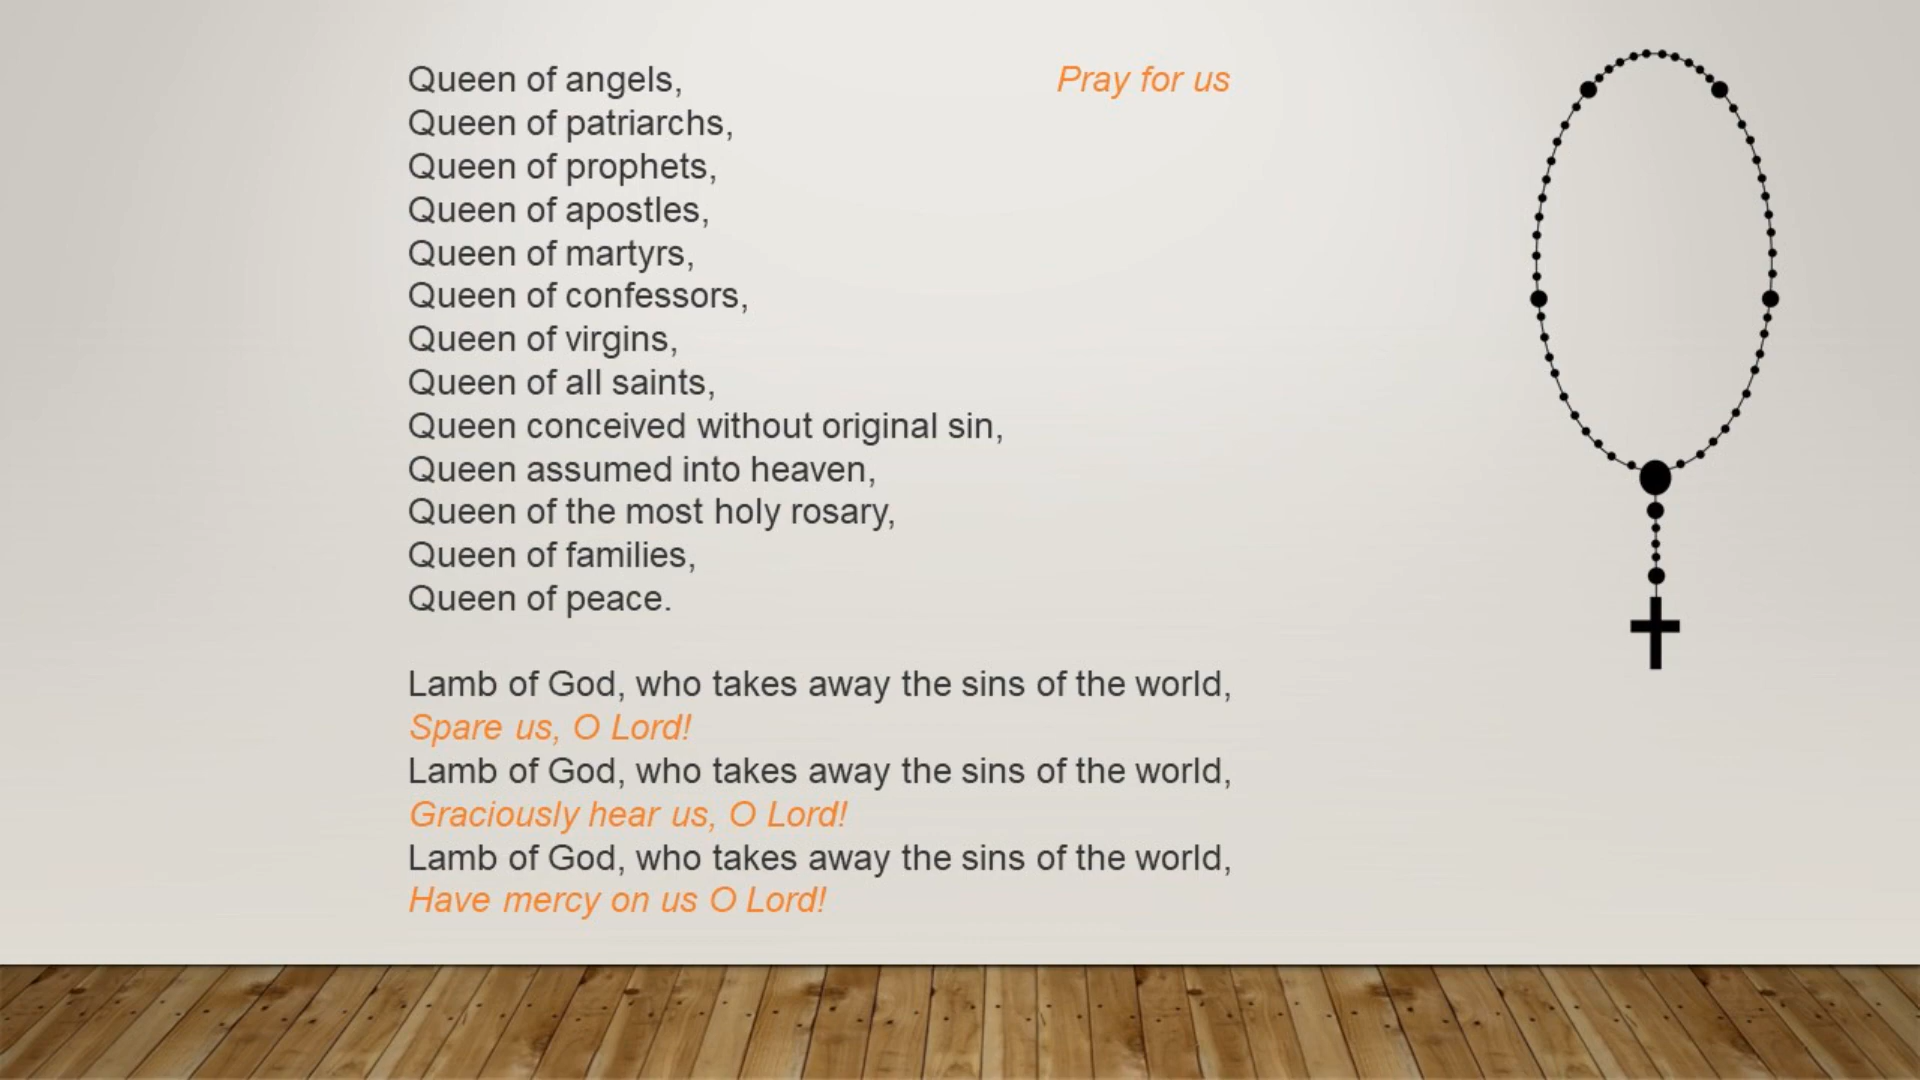 Queen of angels, Pray for us
Queen of patriarchs,
Queen of prophets,
Queen of apostles,
Queen of martyrs,
Queen of confessors,
Queen of virgins,
Queen of all saints,
Queen conceived without original sin,
Queen assumed into heaven,
Queen of the most holy rosary,
Queen of families,
Queen of peace.
Lamb of God, who takes away the sins of the world,
Spare us, O Lord!
Lamb of God, who takes away the sins of the world,
Graciously hear us, O Lord!
Lamb of God, who takes away the sins of the world,
Have mercy on us O Lord!